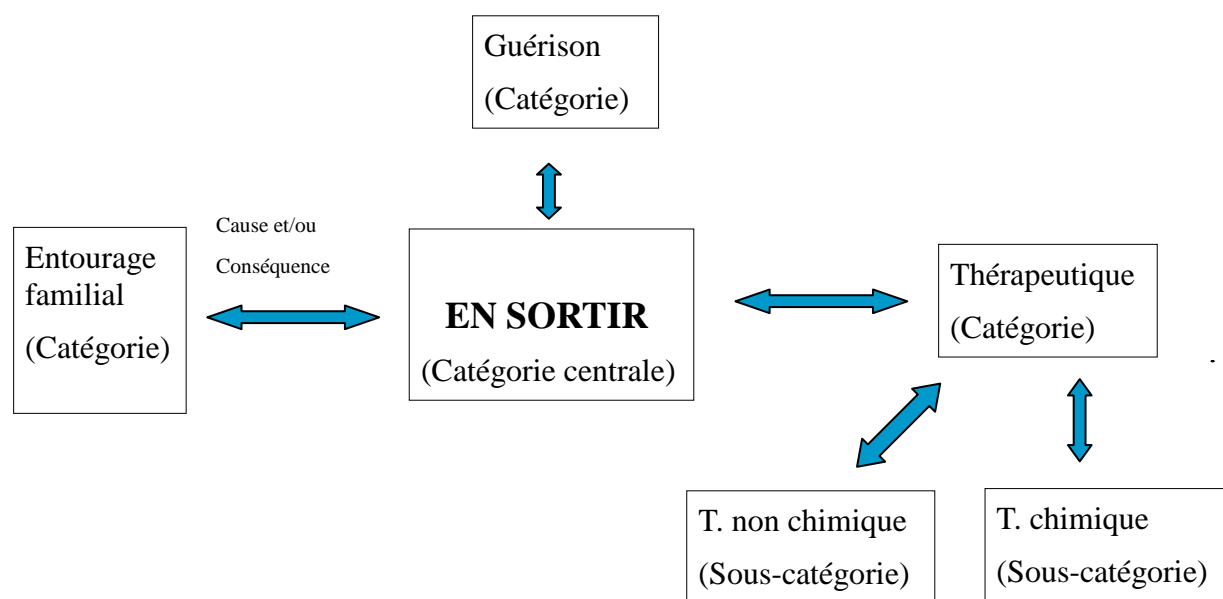 Guérison
(Catégorie)
Cause et/ou
Conséquence
Entourage
familial
(Catégorie)
EN SORTIR
(Catégorie centrale)
Thérapeutique
(Catégorie)
T. non chimique
(Sous-catégorie)
T. chimique
(Sous-catégorie)